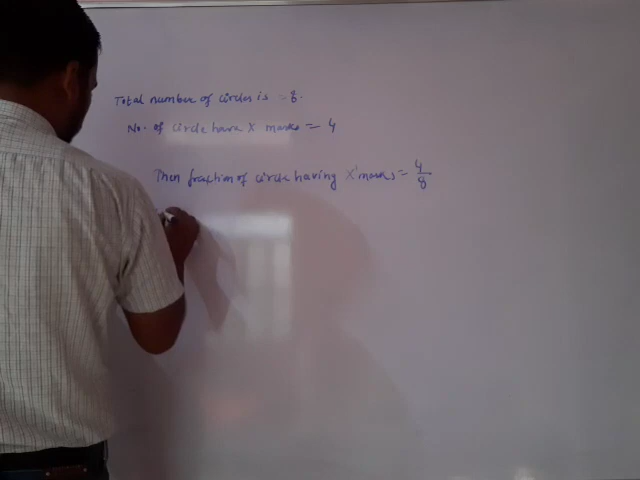 Total number of circles is = 8.
No. of circle have X marks = 4
Then fraction of circle having 'X' marks = 4/8